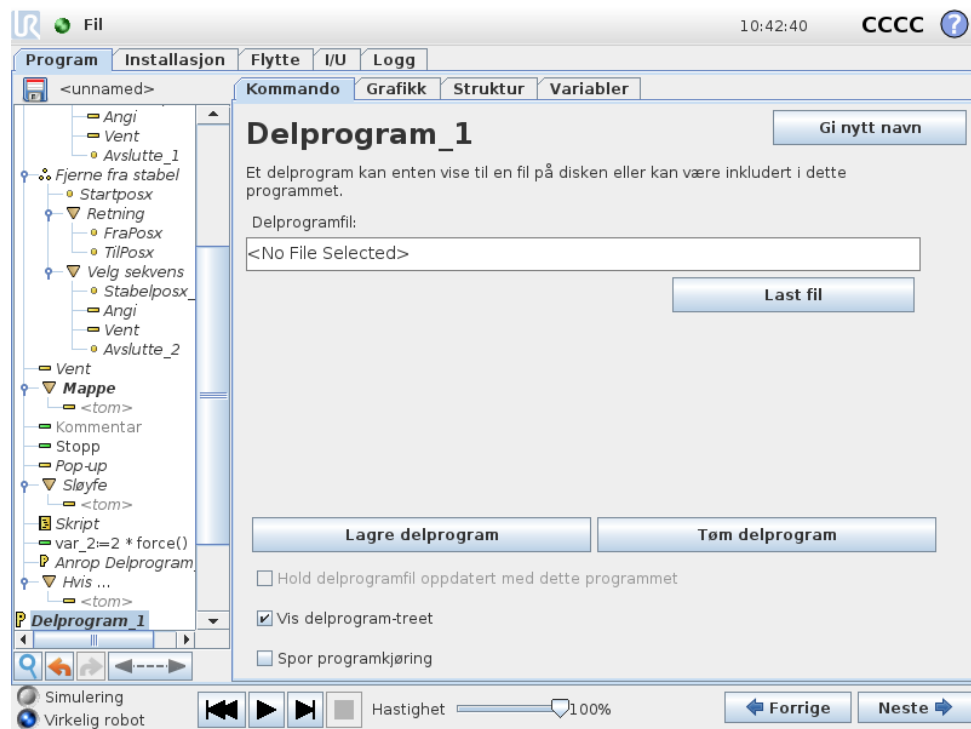 UR Fil 10:42:40 CCCC ?
Program Installasjon Flytte I/U Logg
<unnamed>
Kommando Grafikk Struktur Variabler
Angi
Vent
Avslutte_1
Fjerne fra stabel
Startposx
Retning
FraPosx
TilPosx
Velg sekvens
Stabelposx_
Angi
Vent
Avslutte_2
Vent
Mappe
<tom>
Kommentar
Stopp
Pop-up
Sløyfe
<tom>
Skript
var_2:=2 * force()
Anrop Delprogram_
Hvis ...
<tom>
Delprogram_1
Delprogram_1
Gi nytt navn
Et delprogram kan enten vise til en fil på disken eller kan være inkludert i dette
programmet.
Delprogramfil:
<No File Selected>
Last fil
Lagre delprogram Tøm delprogram
Hold delprogramfil oppdatert med dette programmet
Vis delprogram-treet
Spor programkjøring
Simulering
Virkelig robot
Hastighet 100%
Forrige Neste